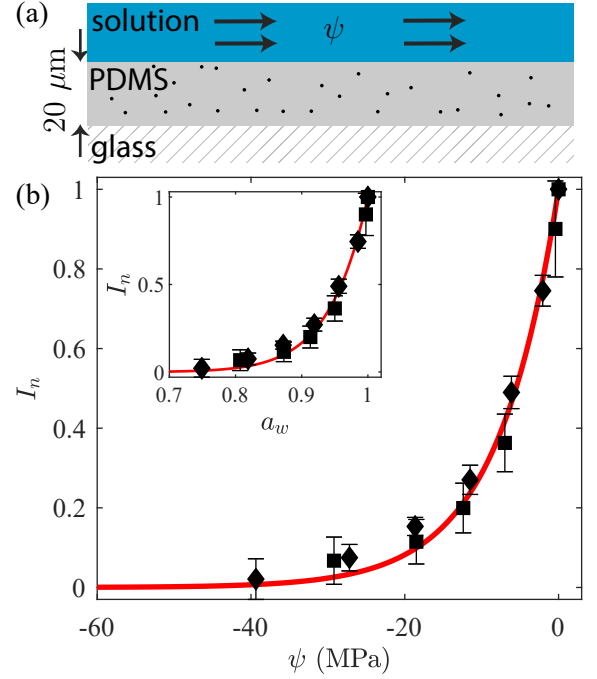 (a)
solution
ψ
PDMS
20 μm
glass
(b)
1
0.8
0.6
0.4
0.2
0
I_n
-60
-40
-20
0
ψ (MPa)
1
0.5
0
I_n
0.7
0.8
0.9
1
a_w